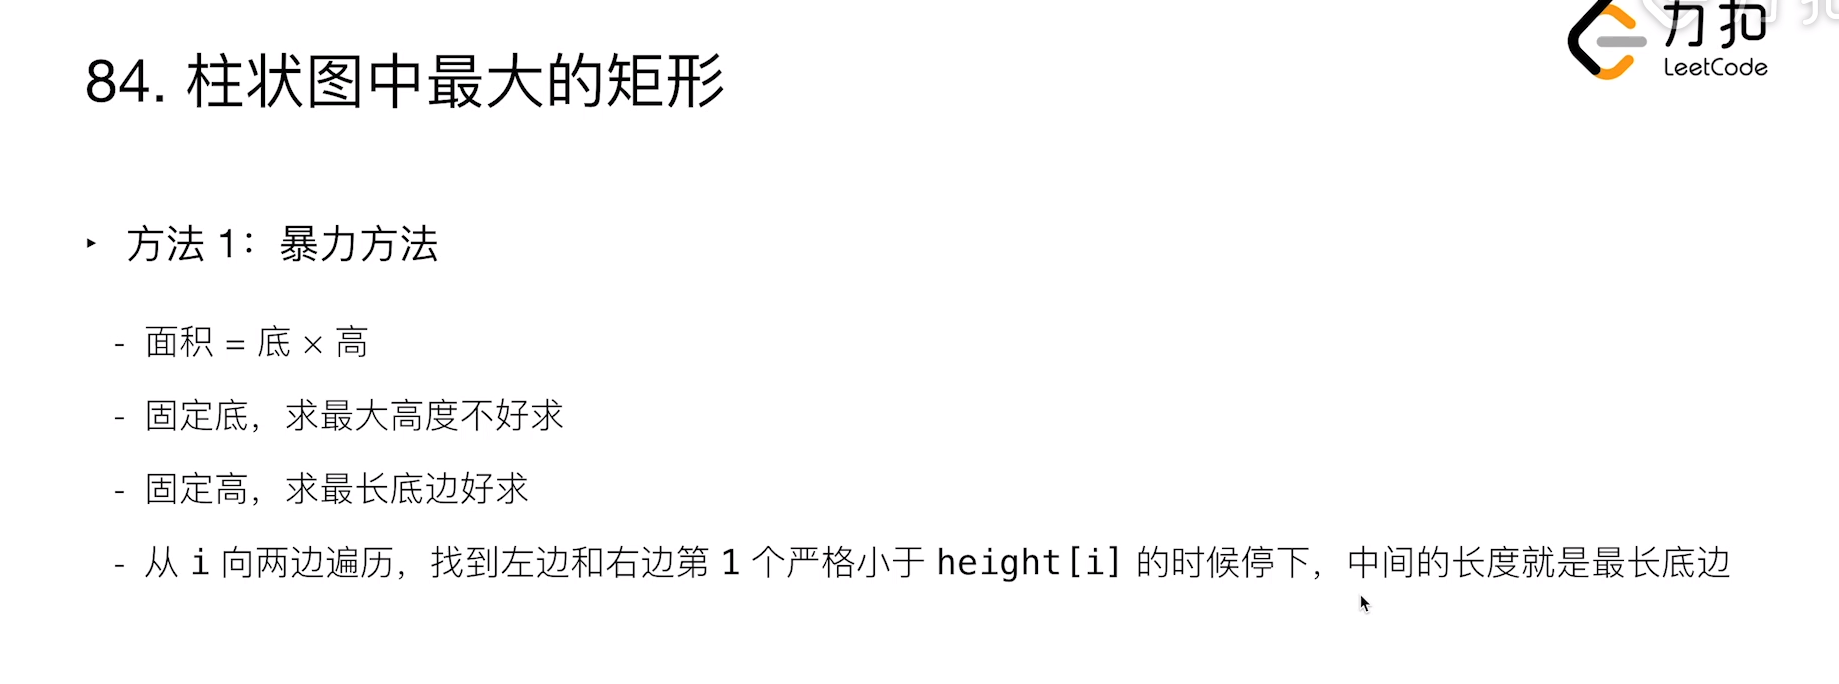 力扣
LeetCode
84. 柱状图中最大的矩形
‣ 方法 1：暴力方法
- 面积 = 底 × 高
- 固定底，求最大高度不好求
- 固定高，求最长底边好求
- 从 i 向两边遍历，找到左边和右边第 1 个严格小于 height[i] 的时候停下，中间的长度就是最长底边